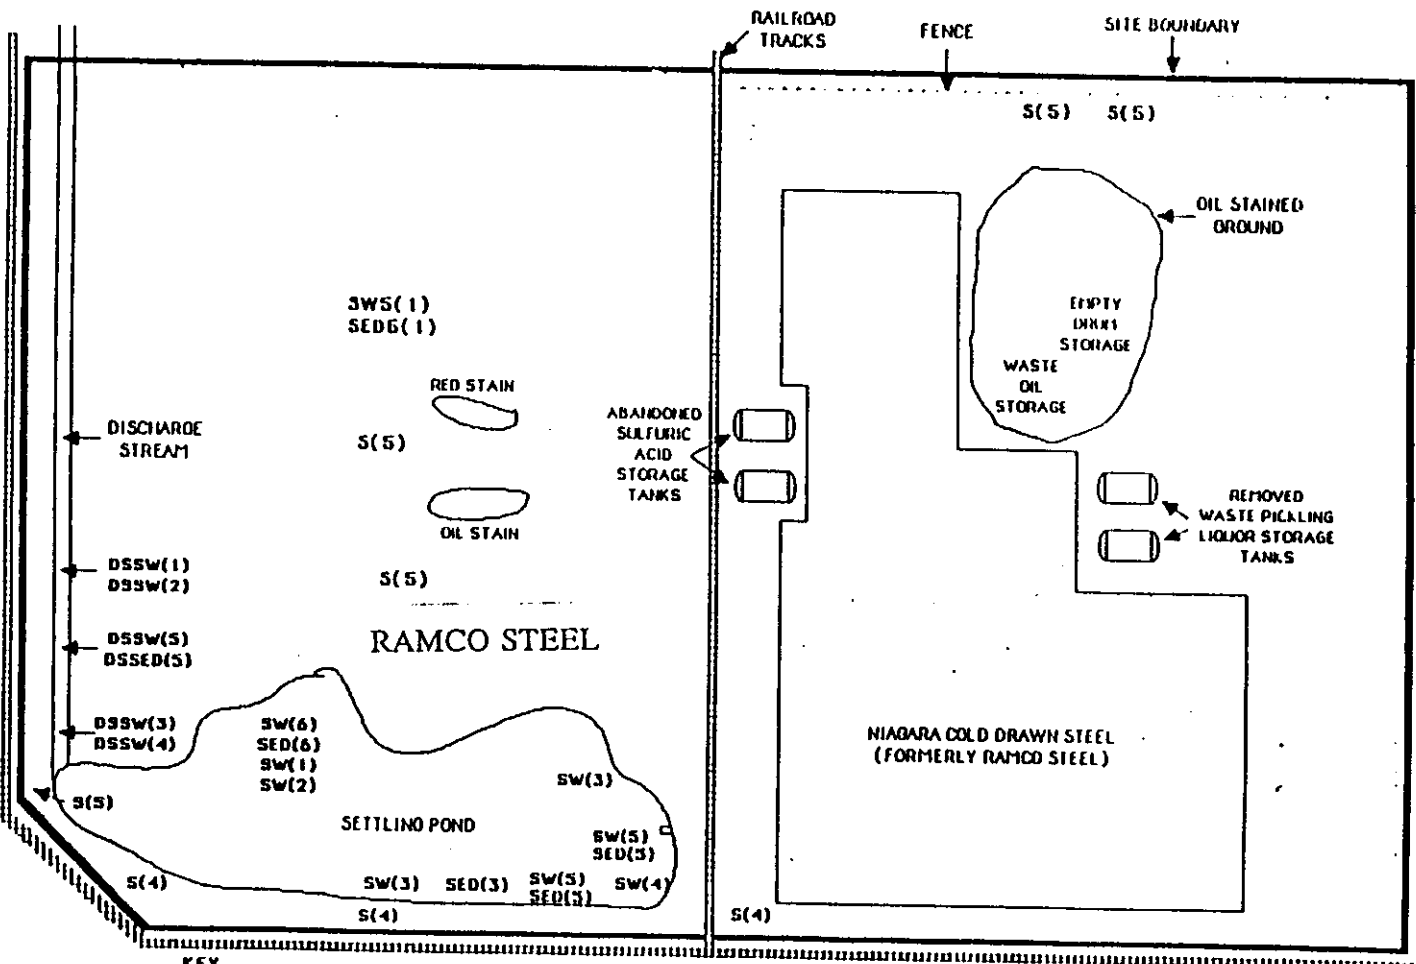 RAILROAD
TRACKS
FENCE
SITE BOUNDARY
S(5) S(5)
OIL STAINED
GROUND
EMPTY
DRUM
STORAGE
WASTE
OIL
STORAGE
SWS(1)
SEDG(1)
RED STAIN
S(5)
OIL STAIN
S(5)
DISCHARGE
STREAM
ABANDONED
SULFURIC
ACID
STORAGE
TANKS
REMOVED
WASTE PICKLING
LIQUOR STORAGE
TANKS
DSSW(1)
DSSW(2)
DSSW(5)
DSSED(5)
DSSW(3)
DSSW(4)
RAMCO STEEL
SW(6)
SED(6)
SW(1)
SW(2)
SW(3)
NIAGARA COLD DRAWN STEEL
(FORMERLY RAMCO STEEL)
S(5)
SETTLING POND
SW(5)
SED(5)
S(4)
SW(3) SED(3)
SW(5)
SED(5)
SW(4)
S(4)
S(4)
KEY